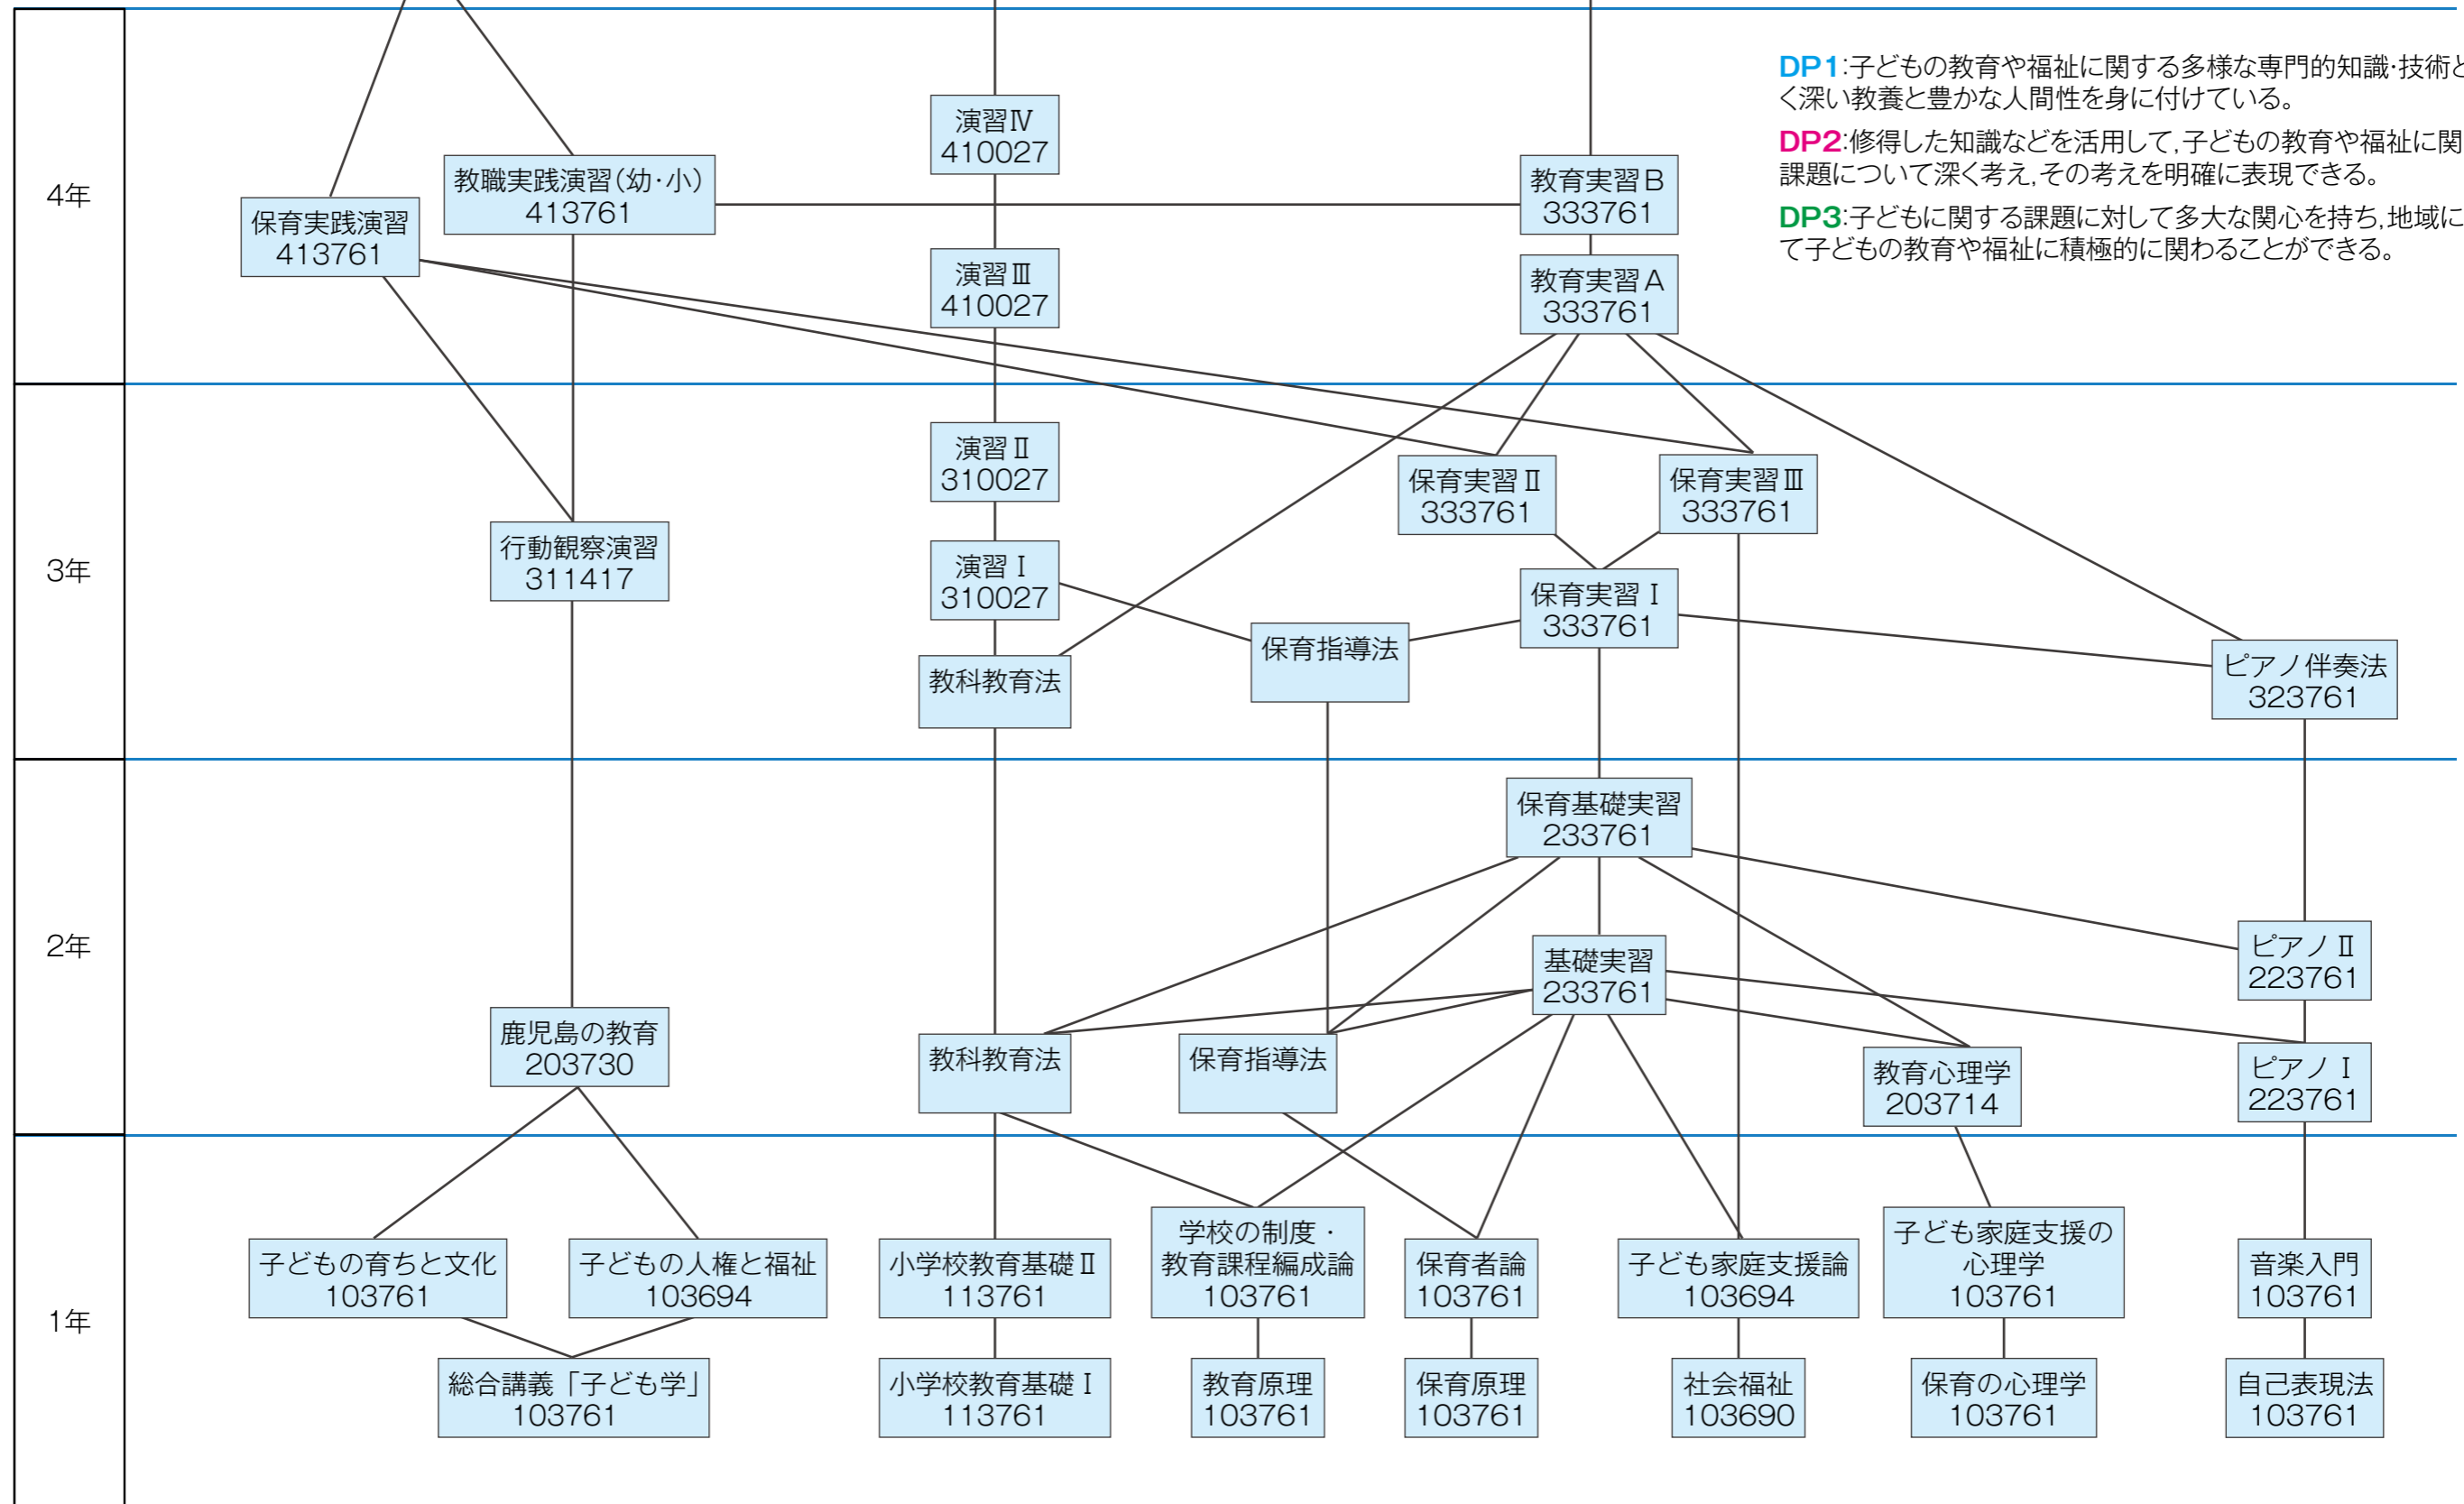 DP1:子どもの教育や福祉に関する多様な専門的知識・技術と
く深い教養と豊かな人間性を身に付けている。
DP2:修得した知識などを活用して,子どもの教育や福祉に関
課題について深く考え,その考えを明確に表現できる。
DP3:子どもに関する課題に対して多大な関心を持ち,地域に
て子どもの教育や福祉に積極的に関わることができる。
4年
演習Ⅳ
410027
教職実践演習(幼・小)
413761
教育実習B
333761
保育実践演習
413761
演習Ⅲ
410027
教育実習A
333761
3年
演習Ⅱ
310027
保育実習Ⅱ
333761
保育実習Ⅲ
333761
行動観察演習
311417
演習Ⅰ
310027
保育実習Ⅰ
333761
保育指導法
教科教育法
ピアノ伴奏法
323761
2年
保育基礎実習
233761
基礎実習
233761
ピアノⅡ
223761
鹿児島の教育
203730
教科教育法
保育指導法
教育心理学
203714
ピアノⅠ
223761
1年
子どもの育ちと文化
103761
子どもの人権と福祉
103694
小学校教育基礎Ⅱ
113761
学校の制度・
教育課程編成論
103761
保育者論
103761
子ども家庭支援論
103694
子ども家庭支援の
心理学
103761
音楽入門
103761
総合講義「子ども学」
103761
小学校教育基礎Ⅰ
113761
教育原理
103761
保育原理
103761
社会福祉
103690
保育の心理学
103761
自己表現法
103761